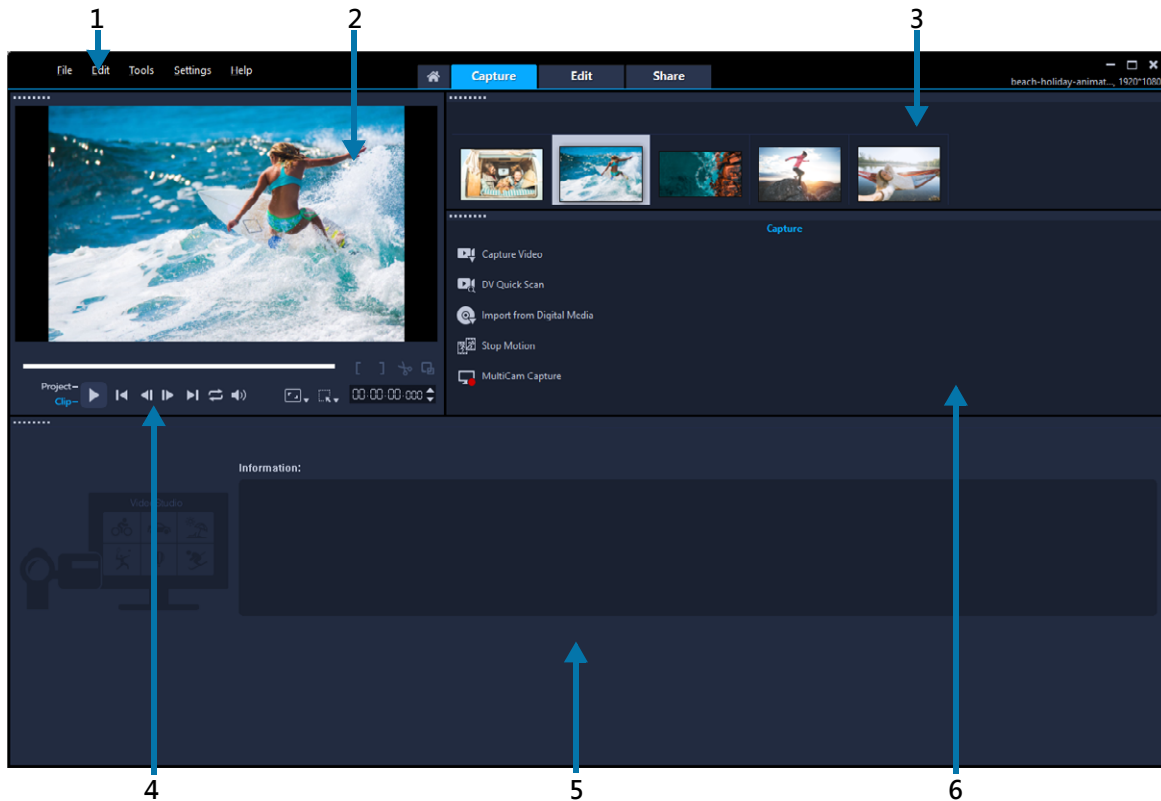 1 2 3
File Edit Tools Settings Help
Capture Edit Share
beach-holiday-animat..., 1920*1080
Capture
Capture Video
DV Quick Scan
Import from Digital Media
Stop Motion
MultiCam Capture
Project
Clip
00:00:00:000
Information:
VideoStudio
4 5 6